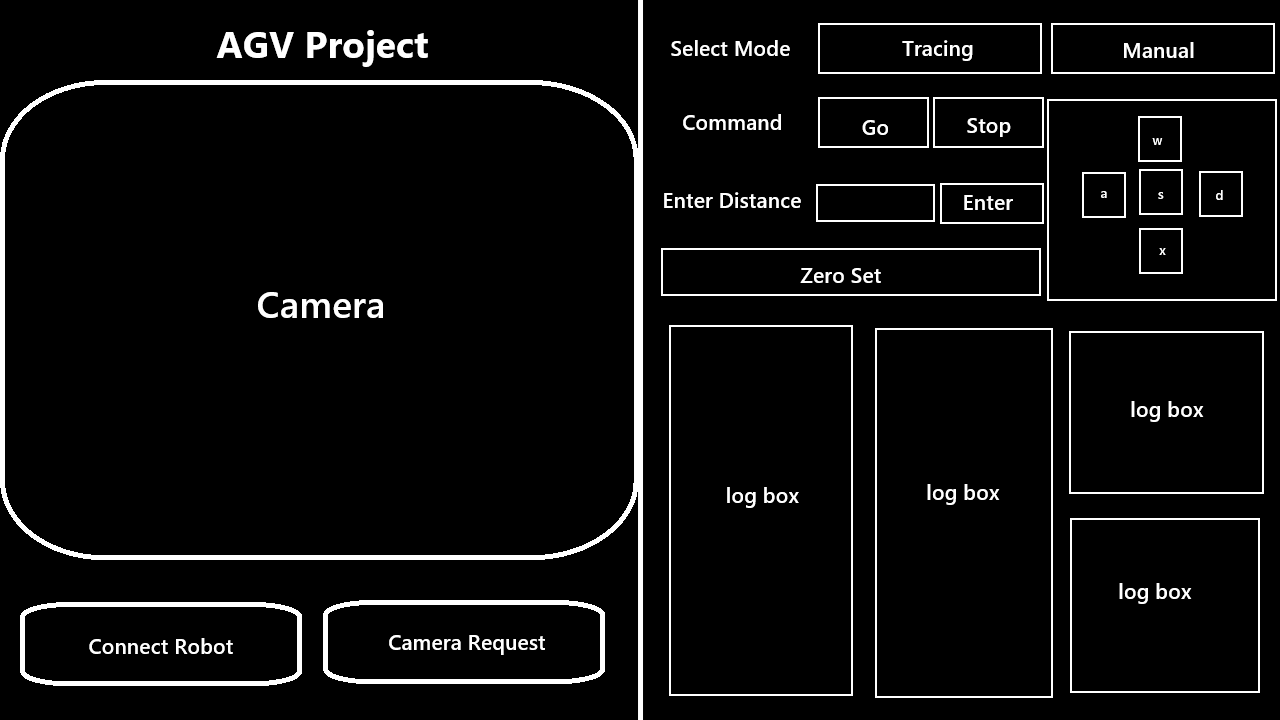 AGV Project
Camera
Connect Robot
Camera Request
Select Mode
Tracing
Manual
Command
Go
Stop
w
a
s
d
x
Enter Distance
Enter
Zero Set
log box
log box
log box
log box